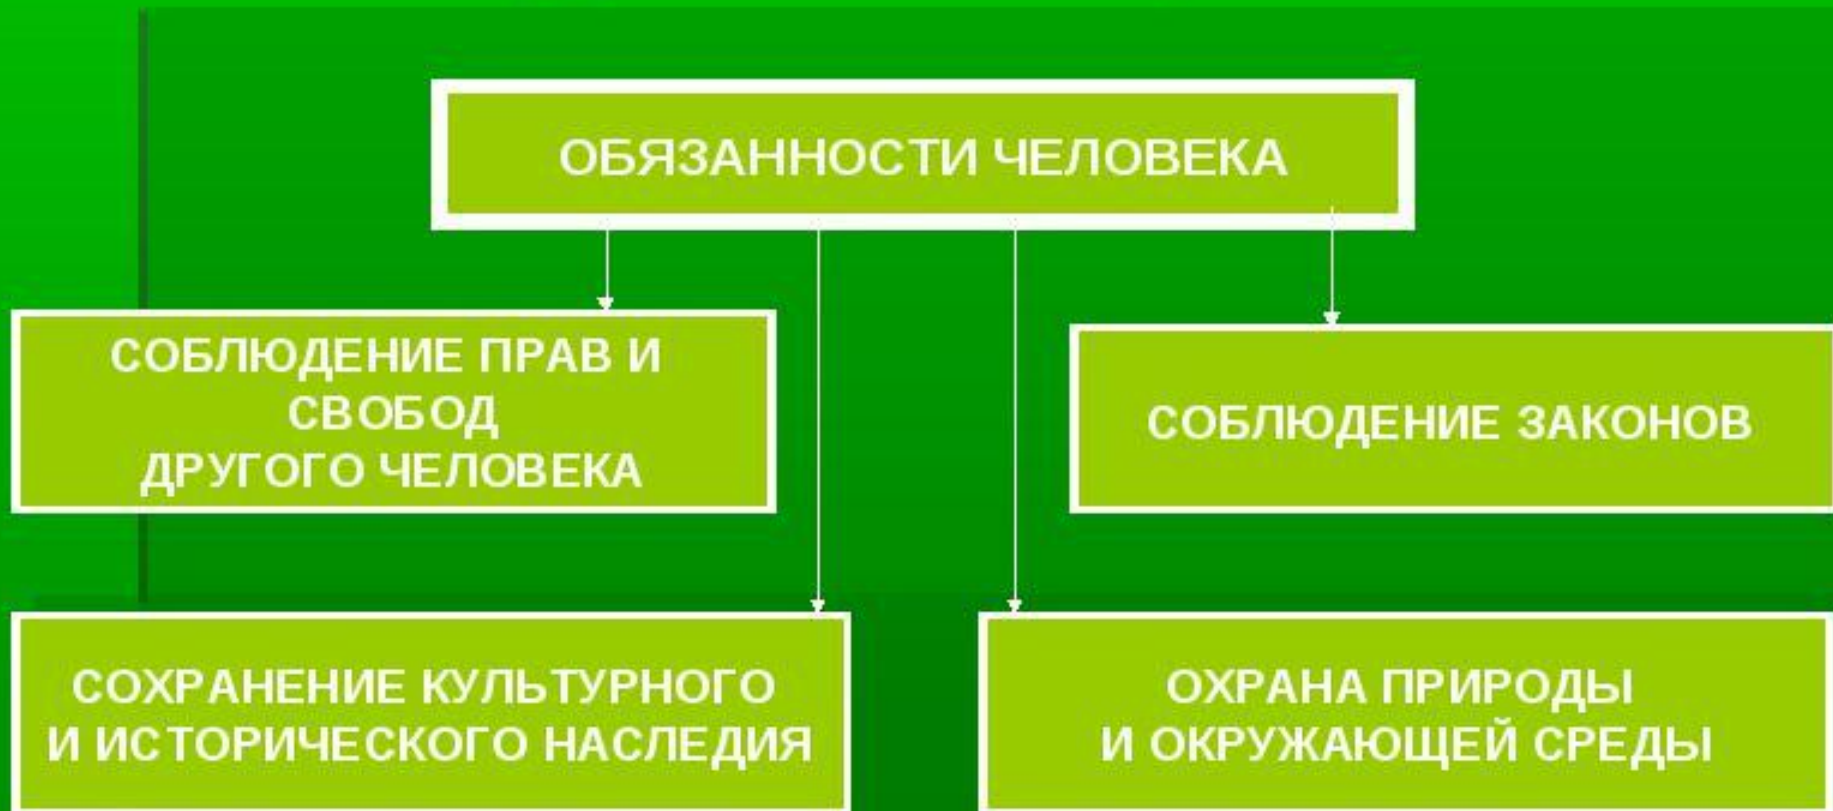 ОБЯЗАННОСТИ ЧЕЛОВЕКА
СОБЛЮДЕНИЕ ПРАВ И
СВОБОД
ДРУГОГО ЧЕЛОВЕКА
СОБЛЮДЕНИЕ ЗАКОНОВ
СОХРАНЕНИЕ КУЛЬТУРНОГО
И ИСТОРИЧЕСКОГО НАСЛЕДИЯ
ОХРАНА ПРИРОДЫ
И ОКРУЖАЮЩЕЙ СРЕДЫ